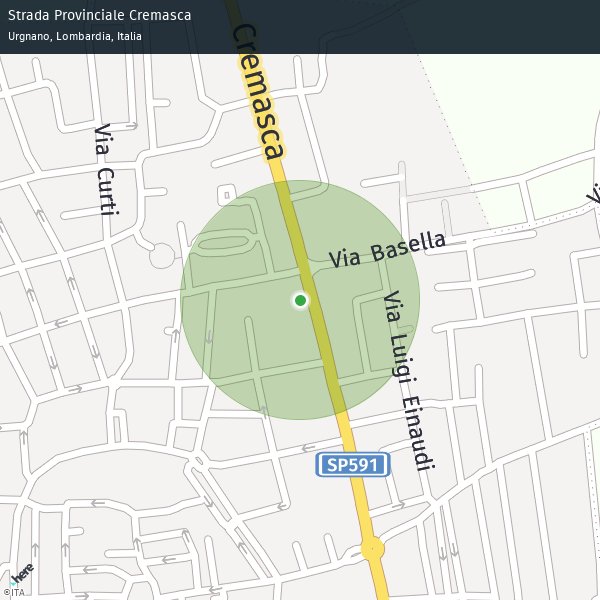 Strada Provinciale Cremasca
Urgnano, Lombardia, Italia
Cremasca
Via Curti
Via Basella
Via Luigi Einaudi
SP591
here
© ITA